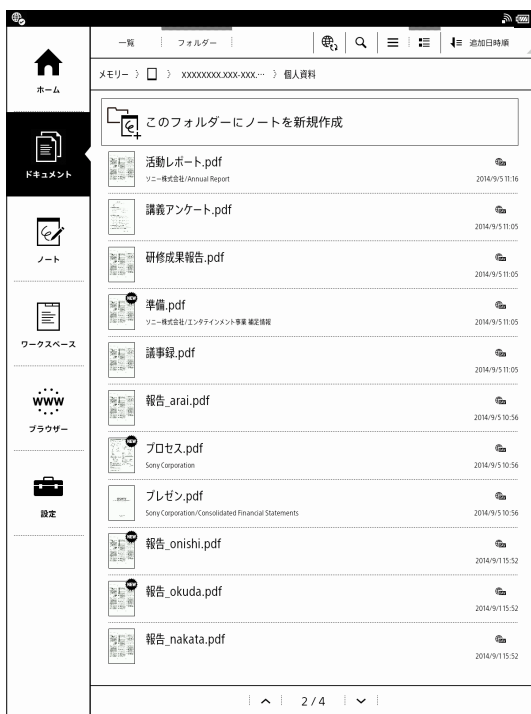 一覧 フォルダー 追加日時順
メモリー 〉 〉 XXXXXXXX.XXX-XXX.… 〉 個人資料
ホーム
ドキュメント
ノート
ワークスペース
WWW
ブラウザー
設定
このフォルダーにノートを新規作成
活動レポート.pdf
ソニー株式会社/Annual Report
2014/9/5 11:16
講義アンケート.pdf
2014/9/5 11:05
研修成果報告.pdf
2014/9/5 11:05
NEW
準備.pdf
ソニー株式会社/エンタテインメント事業 補足情報
2014/9/5 11:05
議事録.pdf
2014/9/5 11:05
報告_arai.pdf
2014/9/5 10:56
NEW
プロセス.pdf
Sony Corporation
2014/9/5 10:56
プレゼン.pdf
Sony Corporation/Consolidated Financial Statements
2014/9/5 10:56
NEW
報告_onishi.pdf
2014/9/1 15:52
NEW
報告_okuda.pdf
2014/9/1 15:52
報告_nakata.pdf
2014/9/1 15:52
2 / 4